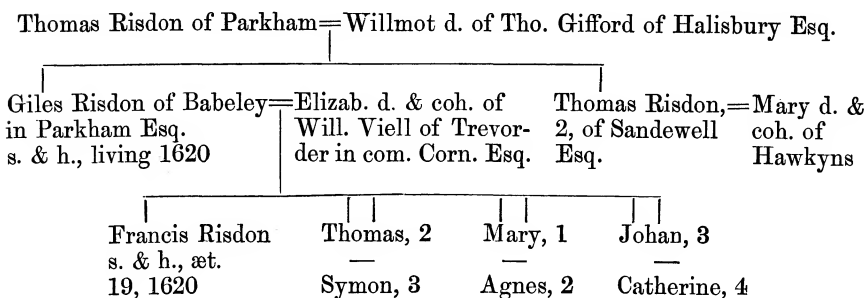 Thomas Risdon of Parkham=Willmot d. of Tho. Gifford of Halisbury Esq.
Giles Risdon of Babeley=Elizab. d. & coh. of
in Parkham Esq. Will. Viell of Trevor-
s. & h., living 1620 der in com. Corn. Esq.
Thomas Risdon,=Mary d. &
2, of Sandewell coh. of
Esq. Hawkyns
Francis Risdon
s. & h., æt.
19, 1620
Thomas, 2
—
Symon, 3
Mary, 1
—
Agnes, 2
Johan, 3
—
Catherine, 4